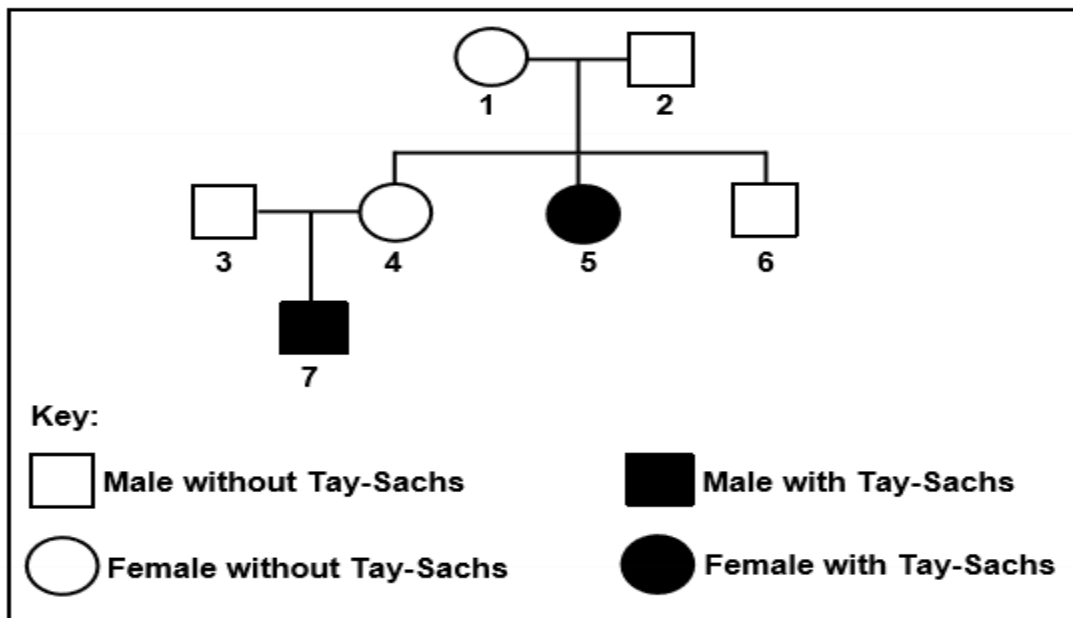 1 2
3 4 5 6
7
Key:
Male without Tay-Sachs Male with Tay-Sachs
Female without Tay-Sachs Female with Tay-Sachs